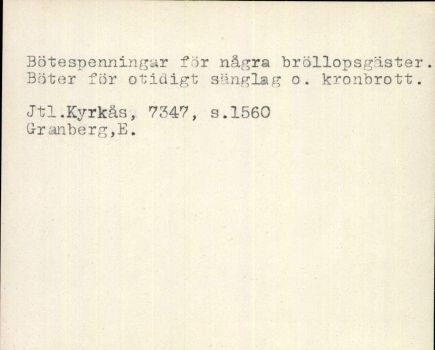 Bötespenningar för några bröllopsgäster.
Böter för otidigt sänglag o. kronbrott.
Jtl.Kyrkås, 7347, s.1560
Granberg,E.